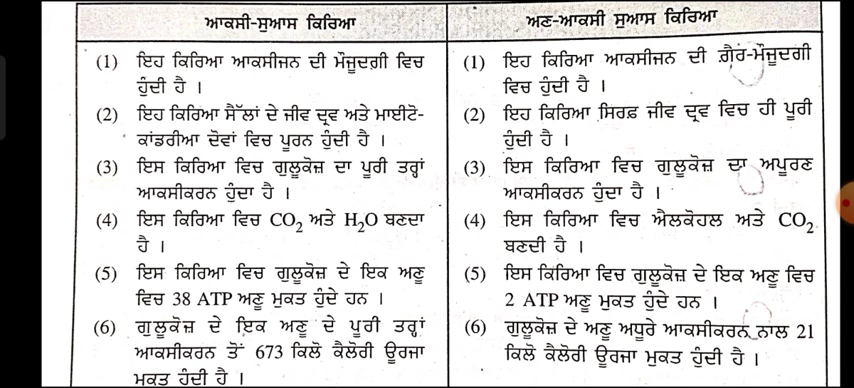 ਆਕਸੀ-ਸੁਆਸ ਕਿਰਿਆ
(1) ਇਹ ਕਿਰਿਆ ਆਕਸੀਜਨ ਦੀ ਮੌਜੂਦਗੀ ਵਿਚ
ਹੁੰਦੀ ਹੈ ।
(2) ਇਹ ਕਿਰਿਆ ਸੈੱਲਾਂ ਦੇ ਜੀਵ ਦ੍ਰਵ ਅਤੇ ਮਾਈਟੋ-
ਕਾਂਡਰੀਆ ਦੋਵਾਂ ਵਿਚ ਪੂਰਨ ਹੁੰਦੀ ਹੈ ।
(3) ਇਸ ਕਿਰਿਆ ਵਿਚ ਗੁਲੂਕੋਜ਼ ਦਾ ਪੂਰੀ ਤਰ੍ਹਾਂ
ਆਕਸੀਕਰਨ ਹੁੰਦਾ ਹੈ ।
(4) ਇਸ ਕਿਰਿਆ ਵਿਚ CO₂ ਅਤੇ H₂O ਬਣਦਾ
ਹੈ ।
(5) ਇਸ ਕਿਰਿਆ ਵਿਚ ਗੁਲੂਕੋਜ਼ ਦੇ ਇਕ ਅਣੂ
ਵਿਚ 38 ATP ਅਣੂ ਮੁਕਤ ਹੁੰਦੇ ਹਨ ।
(6) ਗੁਲੂਕੋਜ਼ ਦੇ ਇਕ ਅਣੂ ਦੇ ਪੂਰੀ ਤਰ੍ਹਾਂ
ਆਕਸੀਕਰਨ ਤੋਂ 673 ਕਿਲੋ ਕੈਲੋਰੀ ਊਰਜਾ
ਮੁਕਤ ਹੁੰਦੀ ਹੈ ।
ਅਣ-ਆਕਸੀ ਸੁਆਸ ਕਿਰਿਆ
(1) ਇਹ ਕਿਰਿਆ ਆਕਸੀਜਨ ਦੀ ਗ਼ੈਰ-ਮੌਜੂਦਗੀ
ਵਿਚ ਹੁੰਦੀ ਹੈ ।
(2) ਇਹ ਕਿਰਿਆ ਸਿਰਫ਼ ਜੀਵ ਦ੍ਰਵ ਵਿਚ ਹੀ ਪੂਰੀ
ਹੁੰਦੀ ਹੈ ।
(3) ਇਸ ਕਿਰਿਆ ਵਿਚ ਗੁਲੂਕੋਜ਼ ਦਾ ਅਪੂਰਣ
ਆਕਸੀਕਰਨ ਹੁੰਦਾ ਹੈ ।
(4) ਇਸ ਕਿਰਿਆ ਵਿਚ ਐਲਕੋਹਲ ਅਤੇ CO₂
ਬਣਦੀ ਹੈ ।
(5) ਇਸ ਕਿਰਿਆ ਵਿਚ ਗੁਲੂਕੋਜ਼ ਦੇ ਇਕ ਅਣੂ ਵਿਚ
2 ATP ਅਣੂ ਮੁਕਤ ਹੁੰਦੇ ਹਨ ।
(6) ਗੁਲੂਕੋਜ਼ ਦੇ ਅਣੂ ਅਧੂਰੇ ਆਕਸੀਕਰਨ ਨਾਲ 21
ਕਿਲੋ ਕੈਲੋਰੀ ਊਰਜਾ ਮੁਕਤ ਹੁੰਦੀ ਹੈ ।